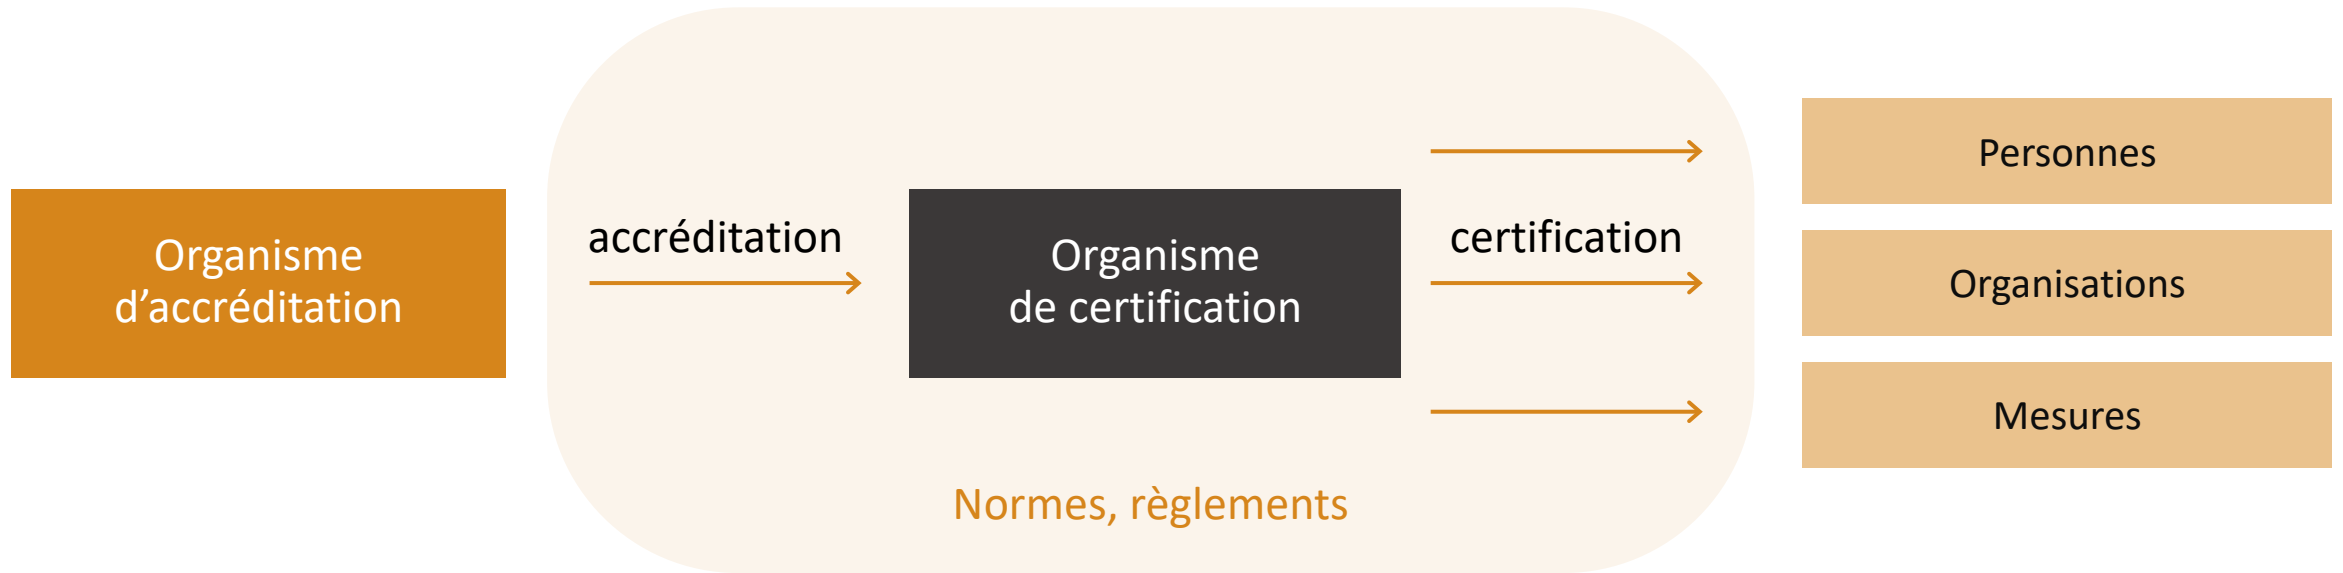 Organisme
d’accréditation
accréditation
Organisme
de certification
certification
Personnes
Organisations
Mesures
Normes, règlements